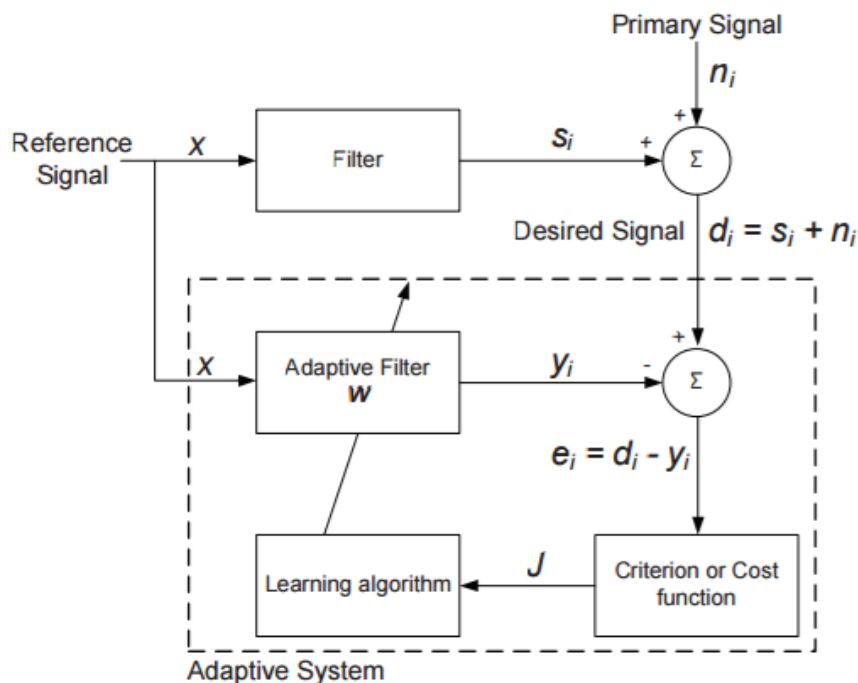 Primary Signal
n_i
Reference
Signal
x
Filter
s_i
+
+
Σ
Desired Signal
d_i = s_i + n_i
x
Adaptive Filter
w
y_i
+
-
Σ
e_i = d_i - y_i
Learning algorithm
J
Criterion or Cost
function
Adaptive System